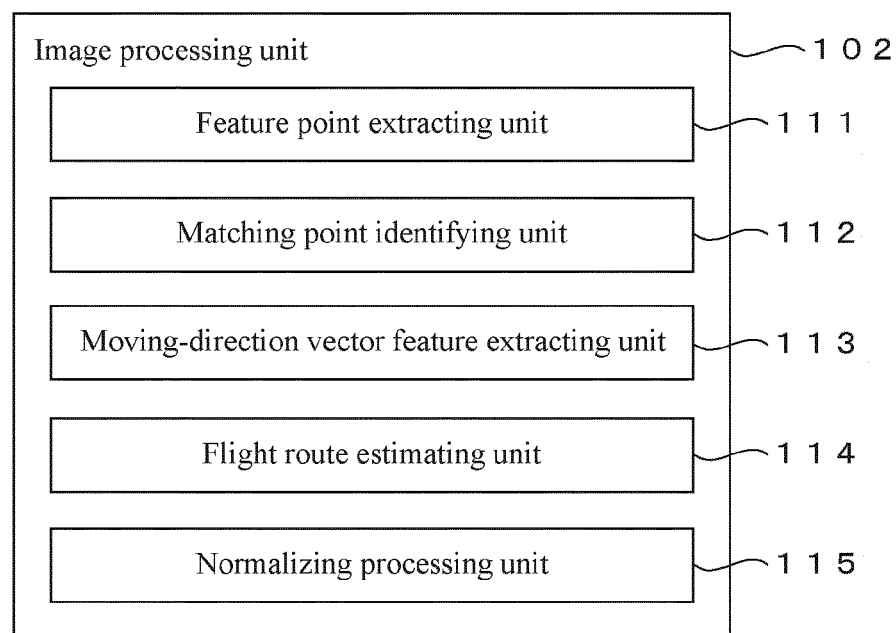 Image processing unit
102
Feature point extracting unit
111
Matching point identifying unit
112
Moving-direction vector feature extracting unit
113
Flight route estimating unit
114
Normalizing processing unit
115